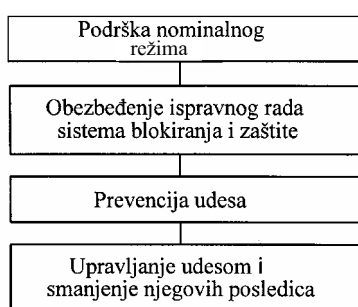 Podrška nominalnog
režima
Obezbeđenje ispravnog rada
sistema blokiranja i zaštite
Prevencija udesa
Upravljanje udesom i
smanjenje njegovih posledica